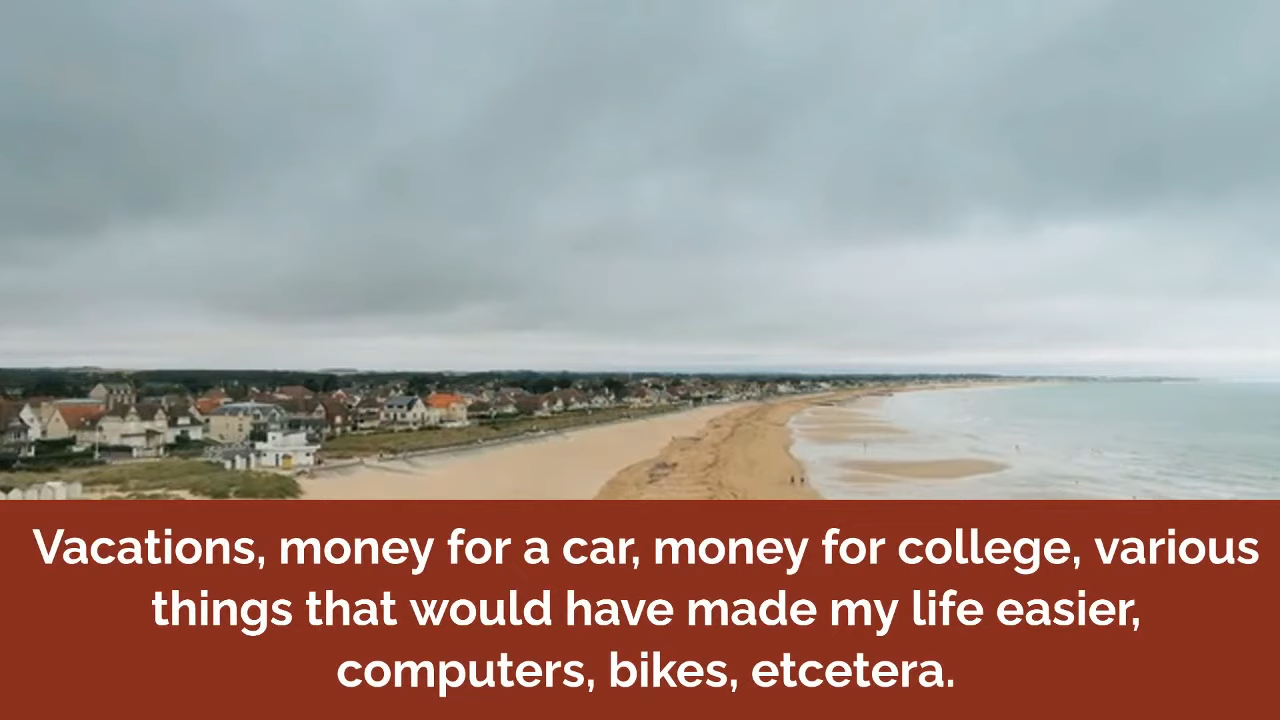 Vacations, money for a car, money for college, various
things that would have made my life easier,
computers, bikes, etcetera.